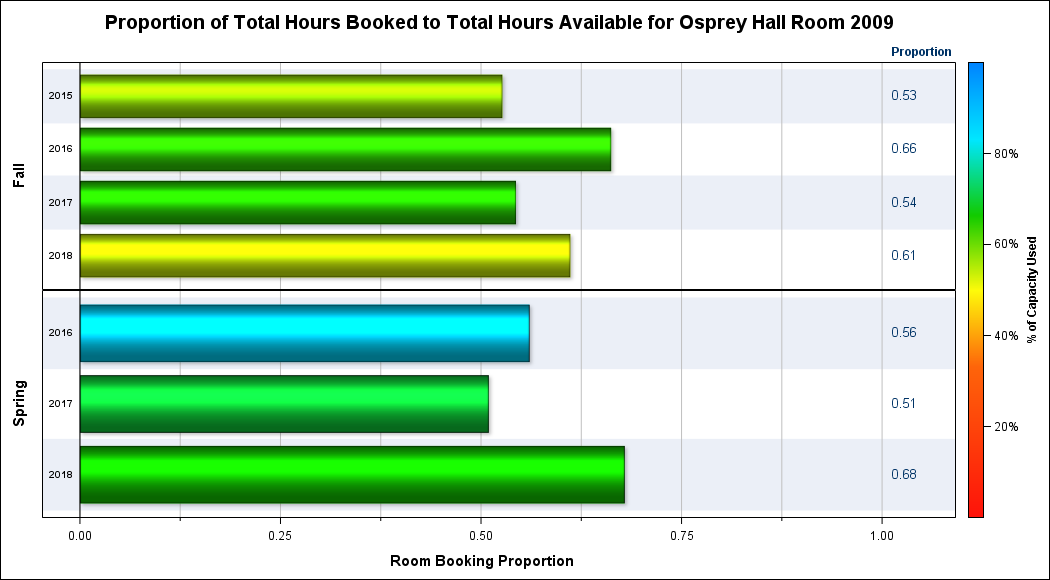 Proportion of Total Hours Booked to Total Hours Available for Osprey Hall Room 2009
Proportion
Fall
2015 0.53
2016 0.66
2017 0.54
2018 0.61
Spring
2016 0.56
2017 0.51
2018 0.68
0.00 0.25 0.50 0.75 1.00
Room Booking Proportion
80%
60%
40%
20%
% of Capacity Used